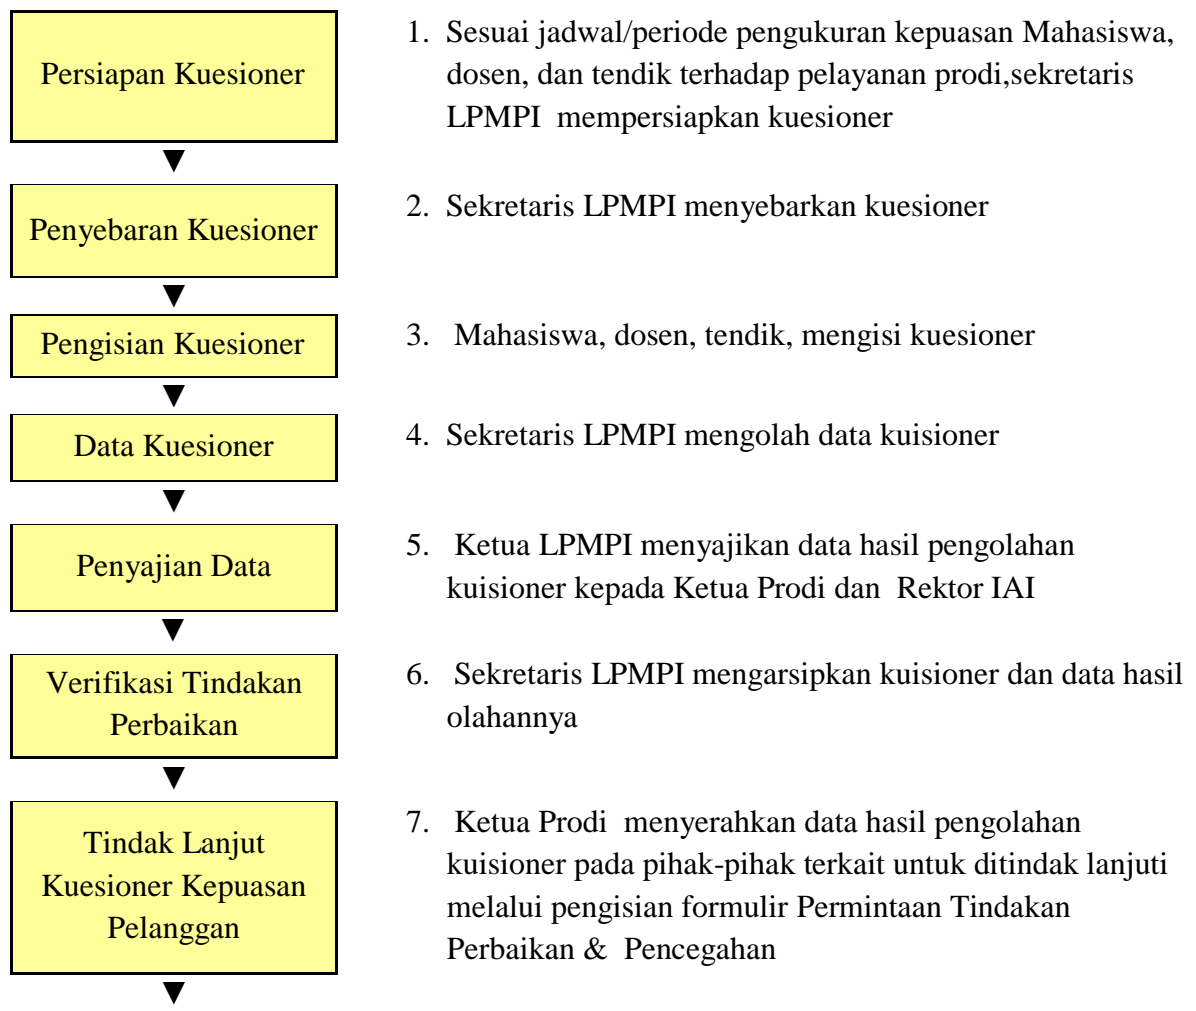 Persiapan Kuesioner
1. Sesuai jadwal/periode pengukuran kepuasan Mahasiswa,
dosen, dan tendik terhadap pelayanan prodi,sekretaris
LPMPI mempersiapkan kuesioner
Penyebaran Kuesioner
2. Sekretaris LPMPI menyebarkan kuesioner
Pengisian Kuesioner
3. Mahasiswa, dosen, tendik, mengisi kuesioner
Data Kuesioner
4. Sekretaris LPMPI mengolah data kuisioner
Penyajian Data
5. Ketua LPMPI menyajikan data hasil pengolahan
kuisioner kepada Ketua Prodi dan Rektor IAI
Verifikasi Tindakan
Perbaikan
6. Sekretaris LPMPI mengarsipkan kuisioner dan data hasil
olahannya
Tindak Lanjut
Kuesioner Kepuasan
Pelanggan
7. Ketua Prodi menyerahkan data hasil pengolahan
kuisioner pada pihak-pihak terkait untuk ditindak lanjuti
melalui pengisian formulir Permintaan Tindakan
Perbaikan & Pencegahan